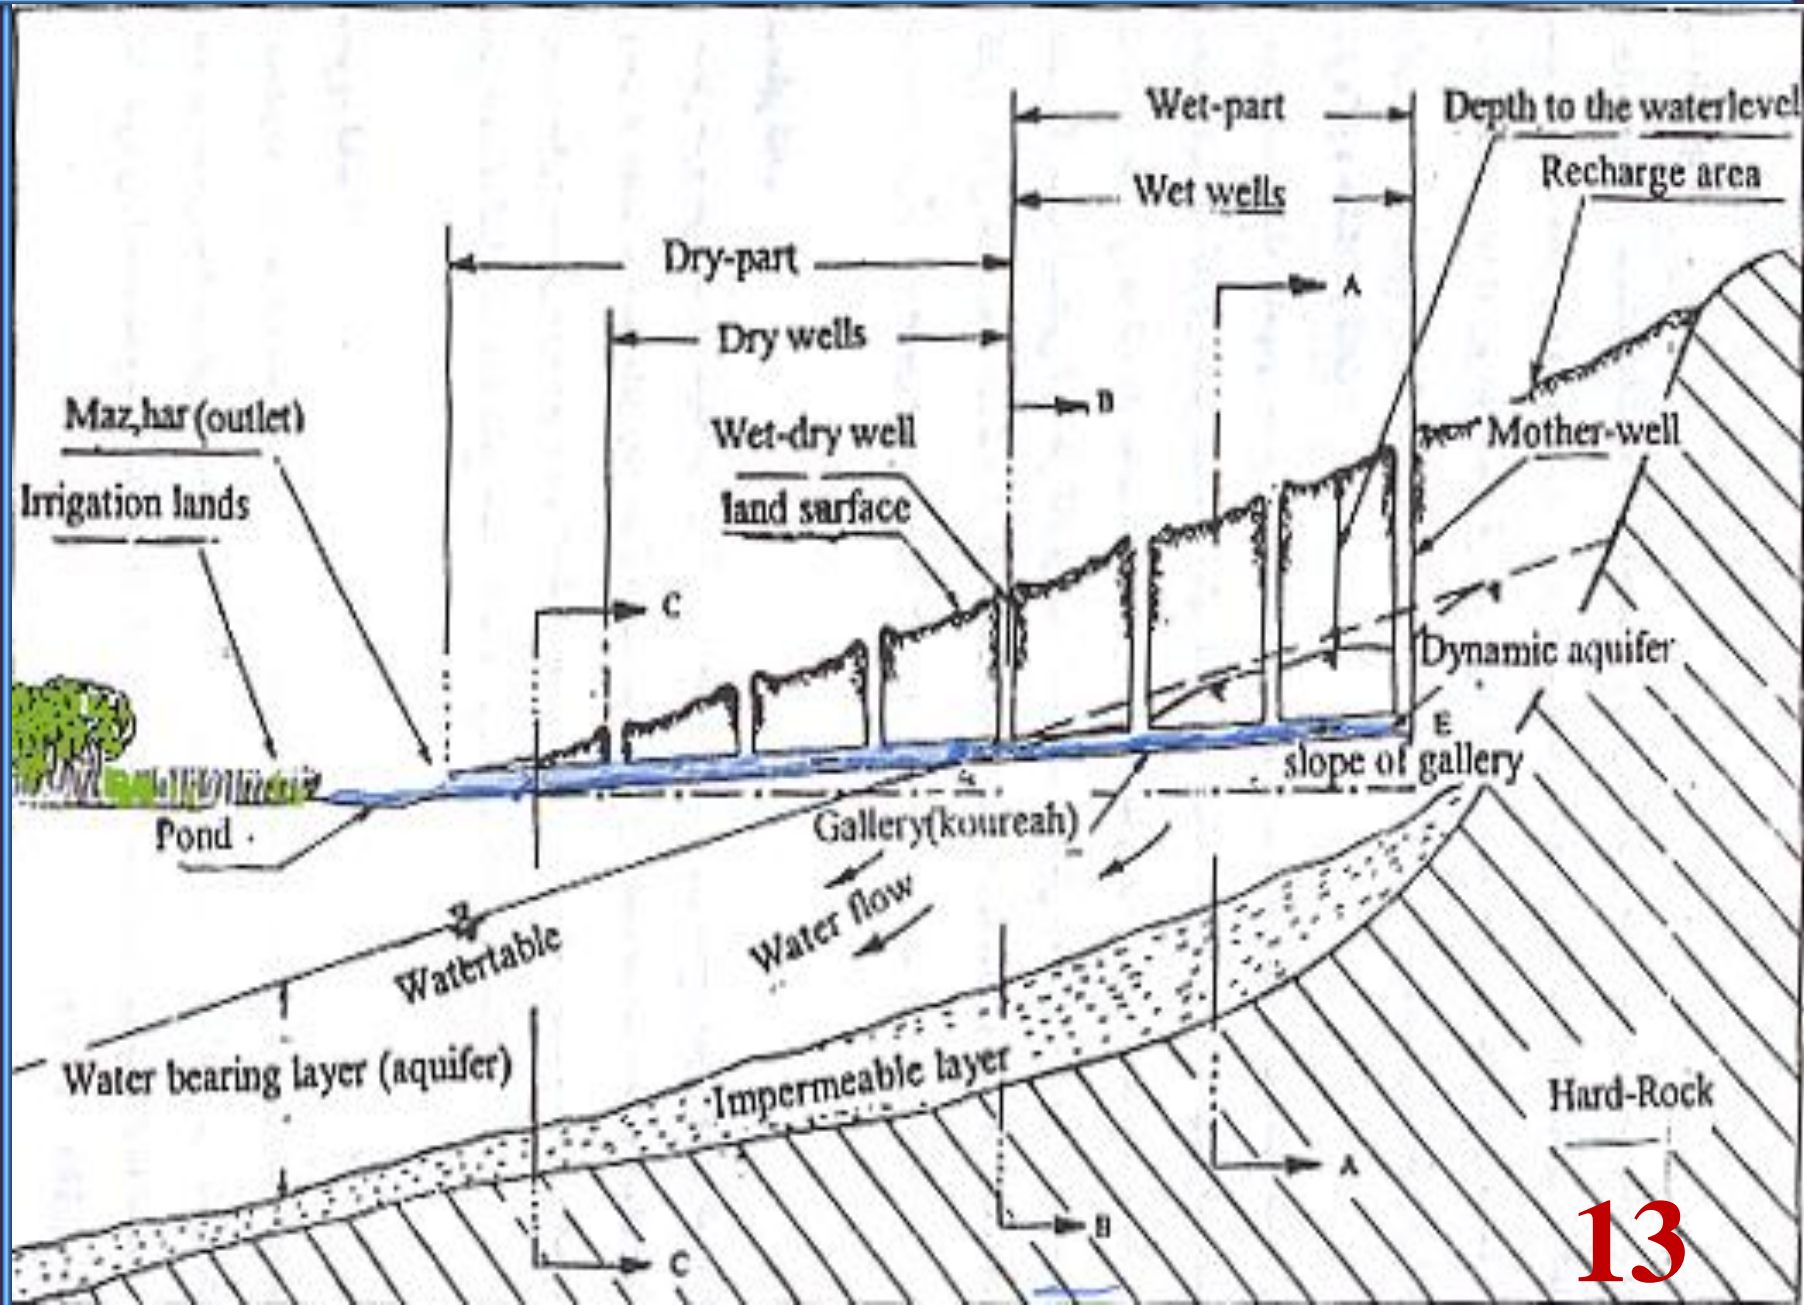 Wet-part
Depth to the waterlevel
Recharge area
Wet wells
Dry-part
A
Dry wells
B
Maz,har (outlet)
Wet-dry well
Mother-well
Irrigation lands
land surface
C
Dynamic aquifer
E
slope of gallery
Pond
Gallery(koureah)
Water flow
Watertable
Water bearing layer (aquifer)
Impermeable layer
Hard-Rock
A
B
C
13